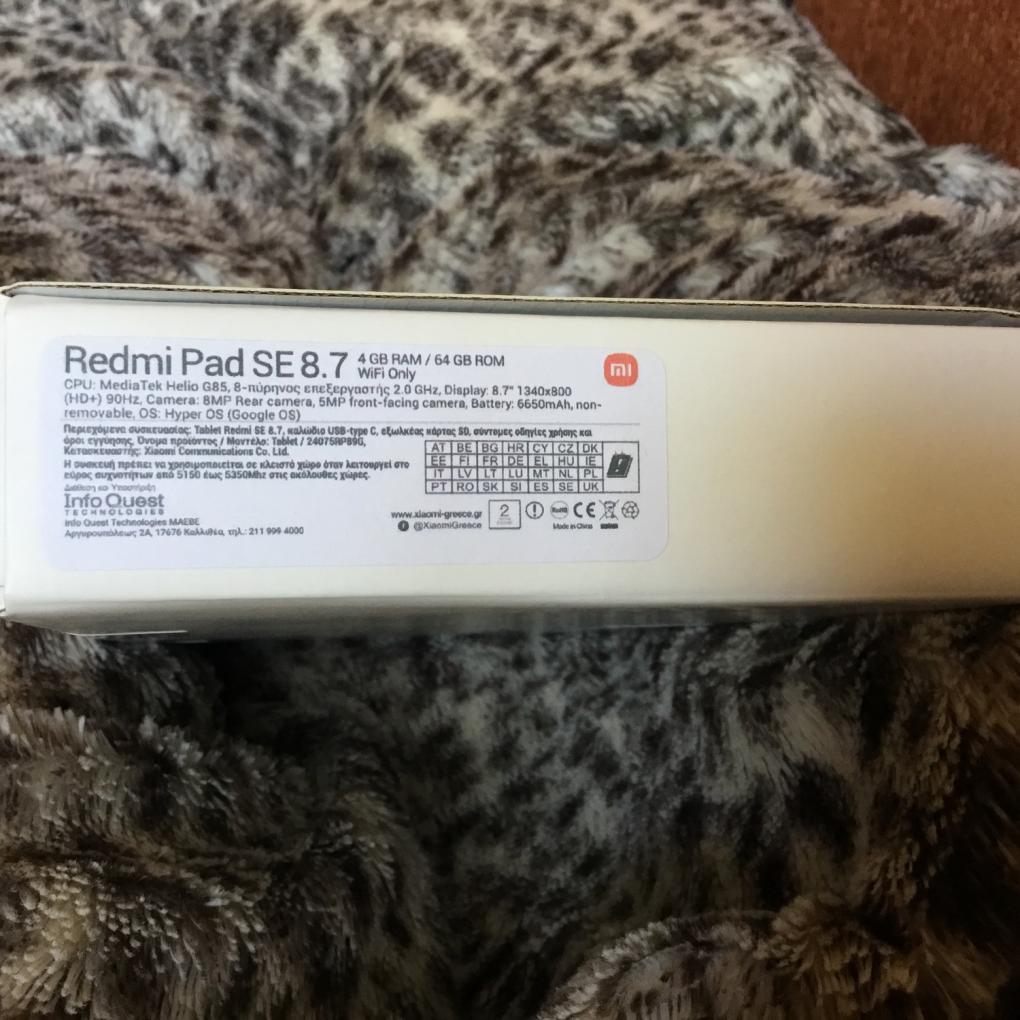 Redmi Pad SE 8.7 4 GB RAM / 64 GB ROM
WiFi Only
mi
CPU: MediaTek Helio G85, 8-πύρηνος επεξεργαστής 2.0 GHz, Display: 8.7" 1340x800
(HD+) 90Hz, Camera: 8MP Rear camera, 5MP front-facing camera, Battery: 6650mAh, non-
removable, OS: Hyper OS (Google OS)
Περιεχόμενα συσκευασίας: Tablet Redmi SE 8.7, καλώδιο USB-type C, εξωλκέας κάρτας SD, σύντομες οδηγίες χρήσης και
όροι εγγύησης, Όνομα προϊόντος / Μοντέλο: Tablet / 24075RP89G,
Κατασκευαστής: Xiaomi Communications Co. Ltd.
Η συσκευή πρέπει να χρησιμοποιείται σε κλειστό χώρο όταν λειτουργεί στο
εύρος συχνοτήτων από 5150 έως 5350Mhz στις ακόλουθες χώρες.
AT BE BG HR CY CZ DK
EE FI FR DE EL HU IE
IT LV LT LU MT NL PL
PT RO SK SI ES SE UK
Διάθεση και Υποστήριξη
Info Quest
TECHNOLOGIES
Info Quest Technologies ΜΑΕΒΕ
Αργυρουπόλεως 2Α, 17676 Καλλιθέα, τηλ.: 211 999 4000
www.xiaomi-greece.gr
@XiaomiGreece
2
RoHS
CE
Made in China